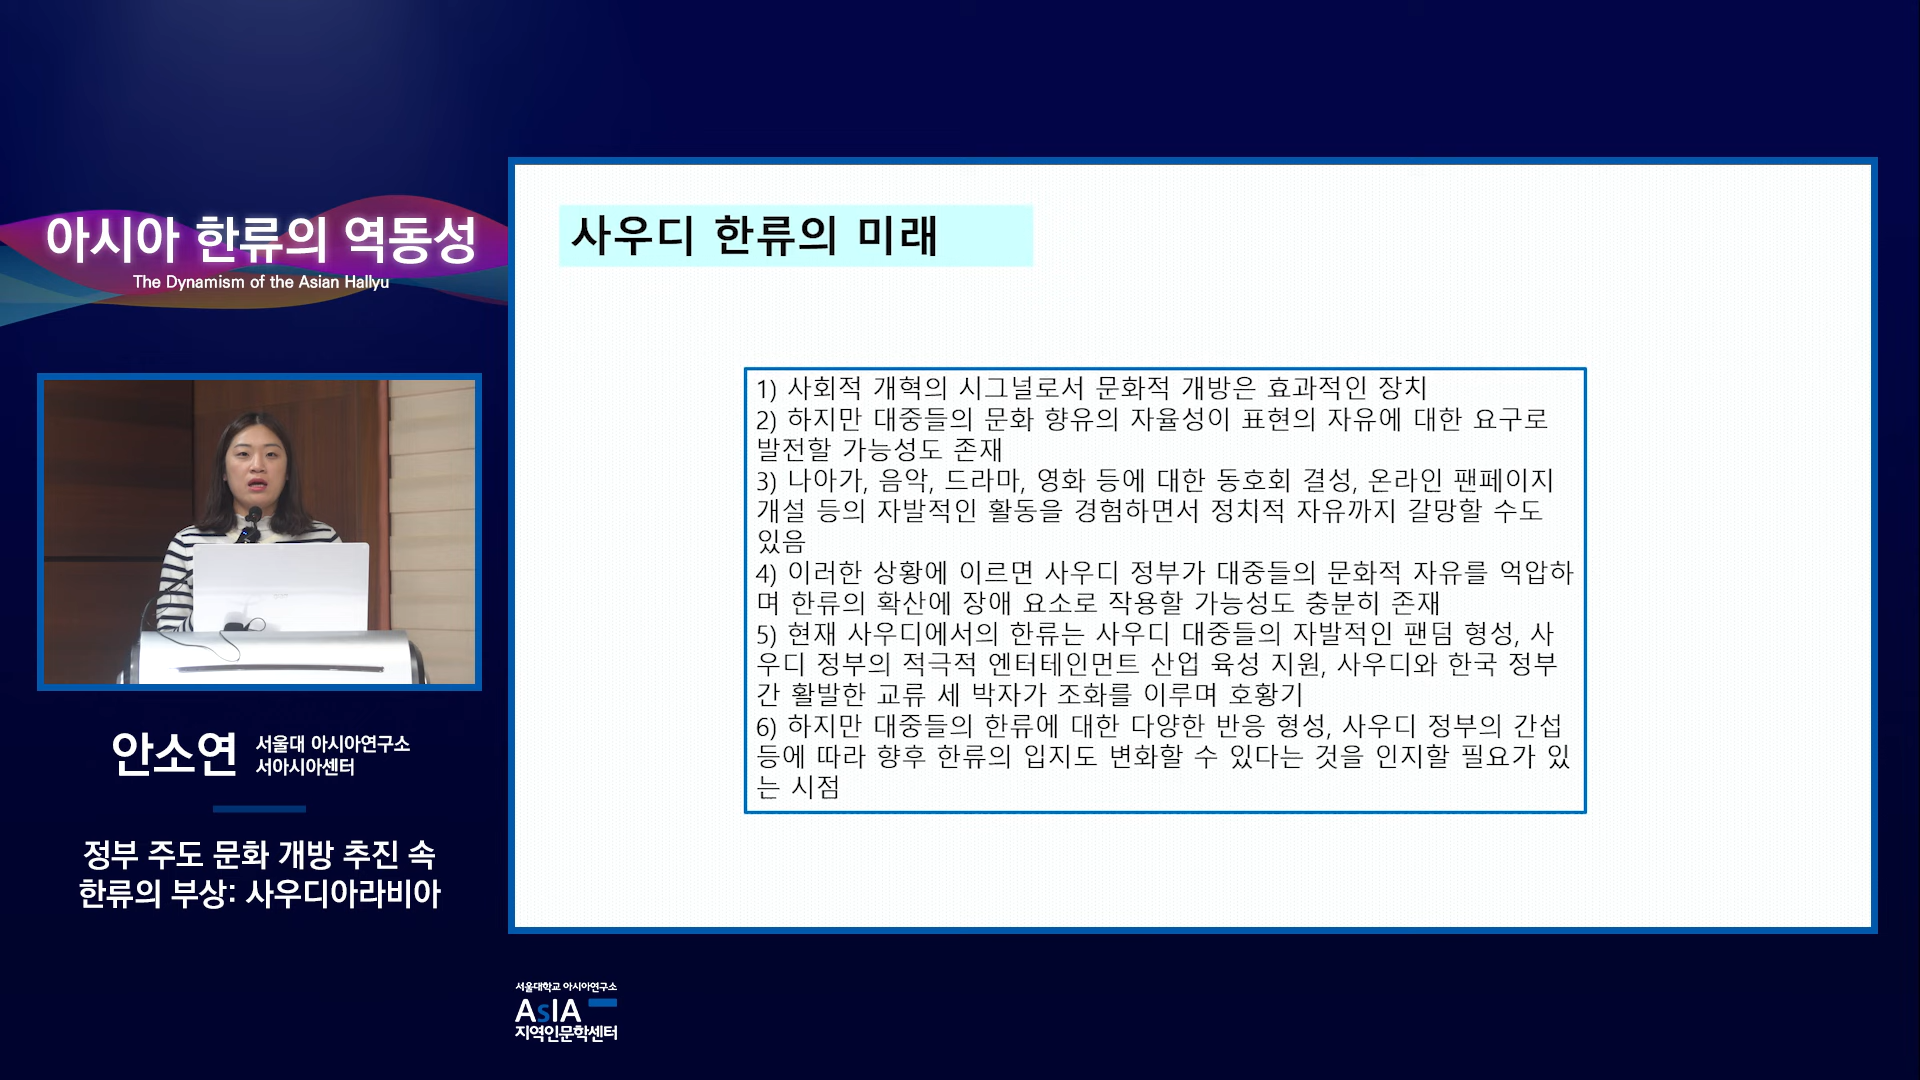 아시아 한류의 역동성
The Dynamism of the Asian Hallyu
안소연
서울대 아시아연구소
서아시아센터
정부 주도 문화 개방 추진 속
한류의 부상: 사우디아라비아
사우디 한류의 미래
1) 사회적 개혁의 시그널로서 문화적 개방은 효과적인 장치
2) 하지만 대중들의 문화 향유의 자율성이 표현의 자유에 대한 요구로
발전할 가능성도 존재
3) 나아가, 음악, 드라마, 영화 등에 대한 동호회 결성, 온라인 팬페이지
개설 등의 자발적인 활동을 경험하면서 정치적 자유까지 갈망할 수도
있음
4) 이러한 상황에 이르면 사우디 정부가 대중들의 문화적 자유를 억압하
며 한류의 확산에 장애 요소로 작용할 가능성도 충분히 존재
5) 현재 사우디에서의 한류는 사우디 대중들의 자발적인 팬덤 형성, 사
우디 정부의 적극적 엔터테인먼트 산업 육성 지원, 사우디와 한국 정부
간 활발한 교류 세 박자가 조화를 이루며 호황기
6) 하지만 대중들의 한류에 대한 다양한 반응 형성, 사우디 정부의 간섭
등에 따라 향후 한류의 입지도 변화할 수 있다는 것을 인지할 필요가 있
는 시점
서울대학교 아시아연구소
AsIA
지역인문학센터